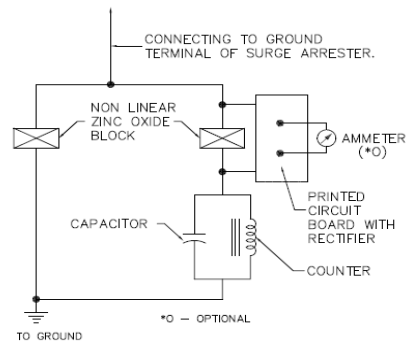 CONNECTING TO GROUND
TERMINAL OF SURGE ARRESTER.
NON LINEAR
ZINC OXIDE
BLOCK
AMMETER
(*O)
PRINTED
CIRCUIT
BOARD WITH
RECTIFIER
CAPACITOR
COUNTER
*O – OPTIONAL
TO GROUND